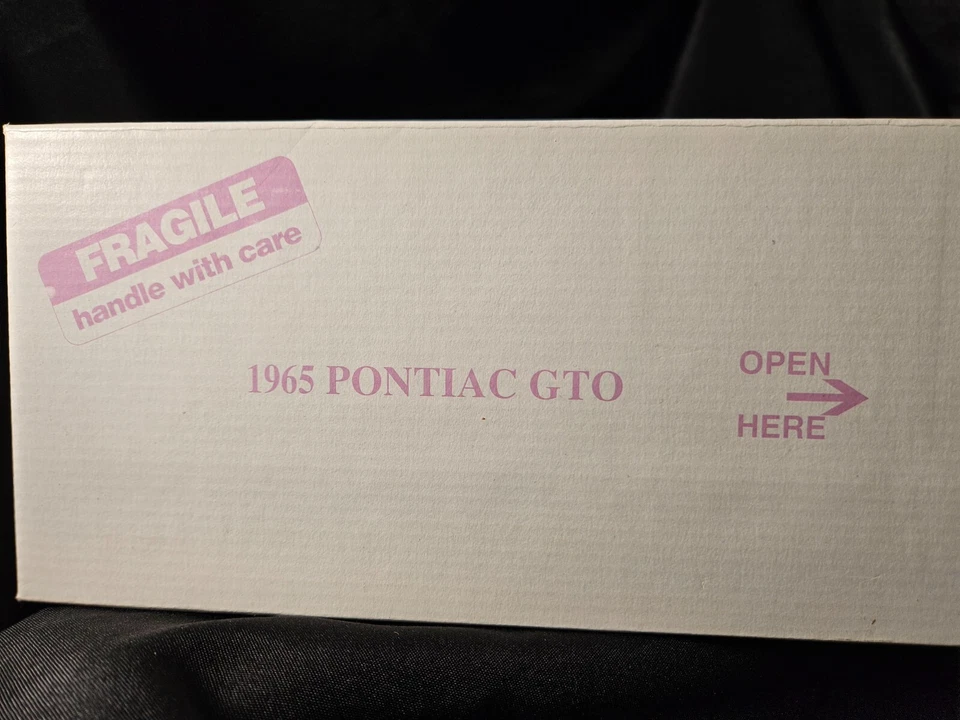 FRAGILE
handle with care
1965 PONTIAC GTO
OPEN
HERE